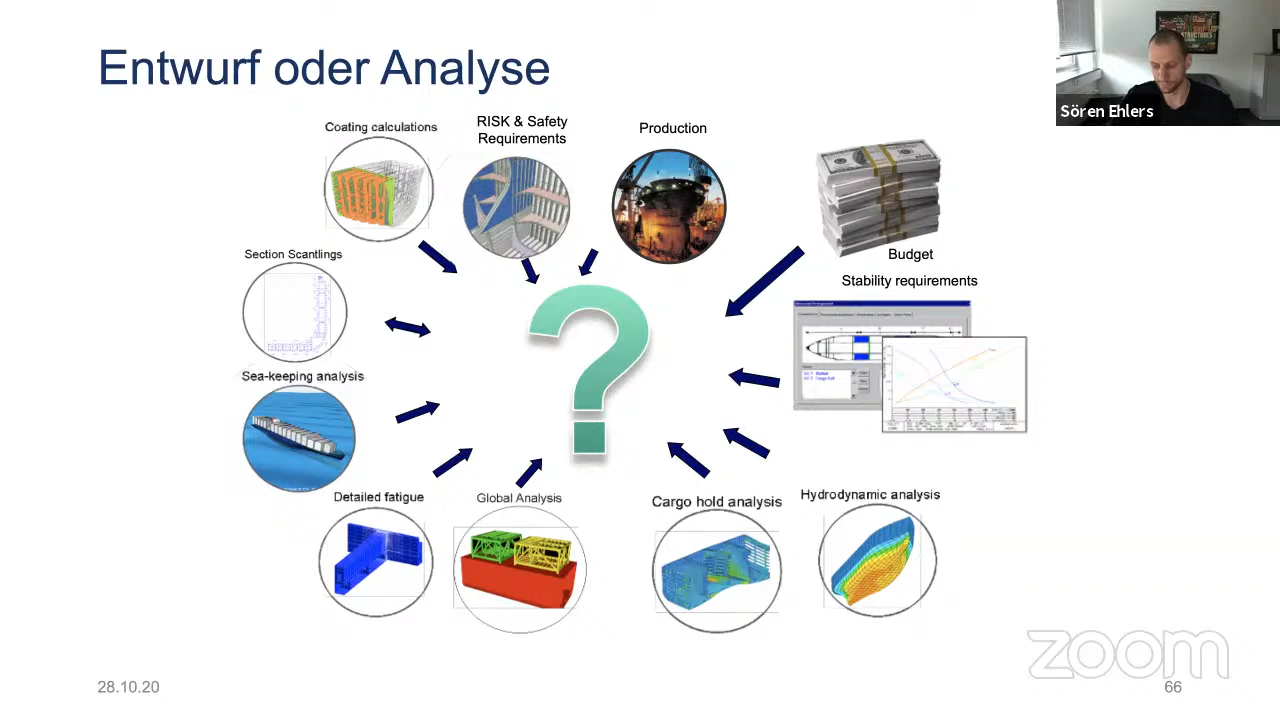 Entwurf oder Analyse
STRUCTURES
Sören Ehlers
Coating calculations
RISK & Safety
Requirements
Production
Budget
Stability requirements
Section Scantlings
Sea-keeping analysis
Detailed fatigue
Global Analysis
Cargo hold analysis
Hydrodynamic analysis
zoom
28.10.20
66